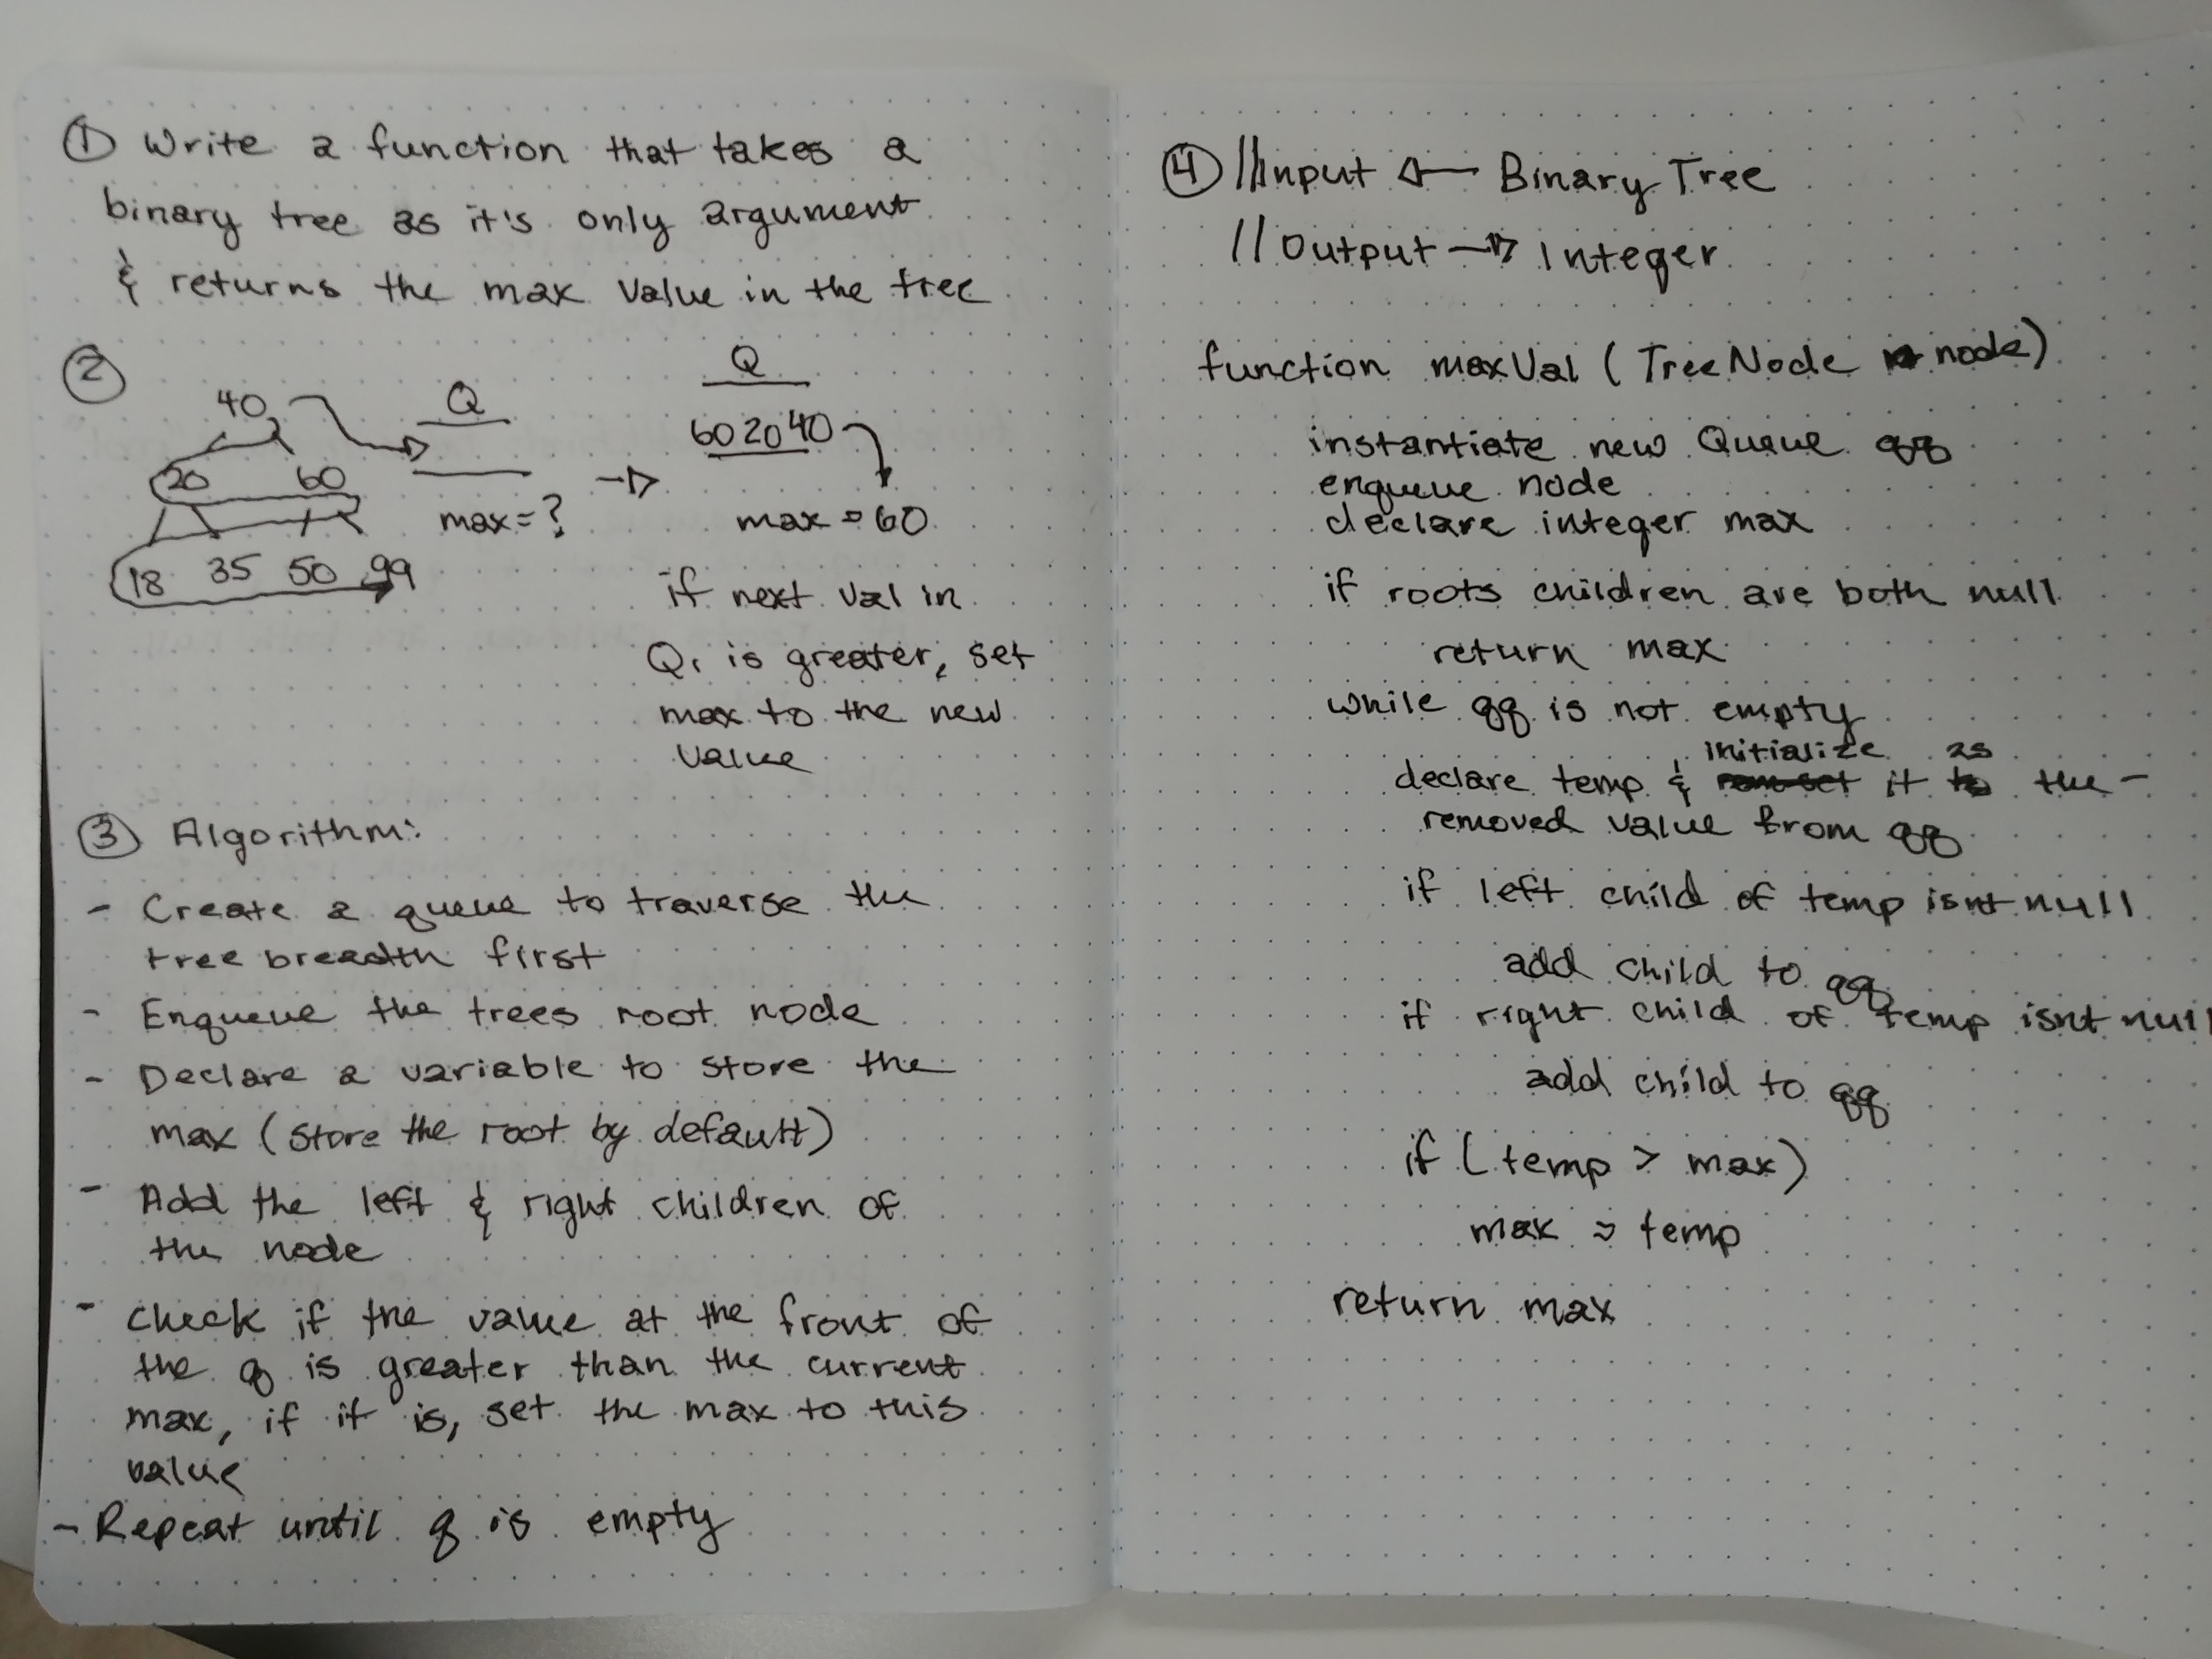 ① Write a function that takes a
binary tree as it's only argument
& returns the max value in the tree
②
40
20 60
18 35 50 99
Q
max = ?
Q
60 20 40
max = 60
if next val in
Q, is greater, set
max to the new
value
③ Algorithm:
- Create a queue to traverse the
tree breadth first
- Enqueue the trees root node
- Declare a variable to store the
max (store the root by default)
- Add the left & right children of
the node
- Check if the value at the front of
the q is greater than the current
max, if it is, set the max to this
value
- Repeat until q is empty
④ //Input ← Binary Tree
// Output → Integer
function maxVal (TreeNode node)
instantiate new Queue qq
enqueue node
declare integer max
if roots children are both null
return max
while qq is not empty
declare temp & initialize it as the -
removed value from qq
if left child of temp isnt null
add child to qq
if right child of temp isnt null
add child to qq
if (temp > max)
max = temp
return max